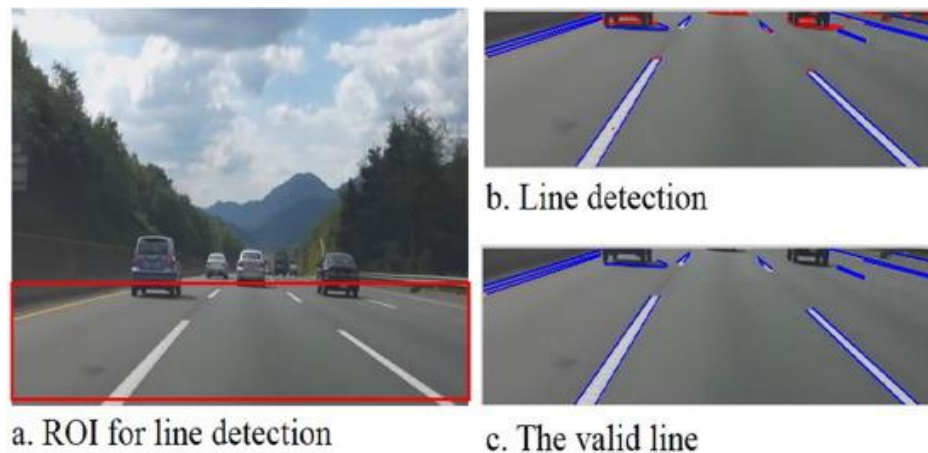 a. ROI for line detection
b. Line detection
c. The valid line